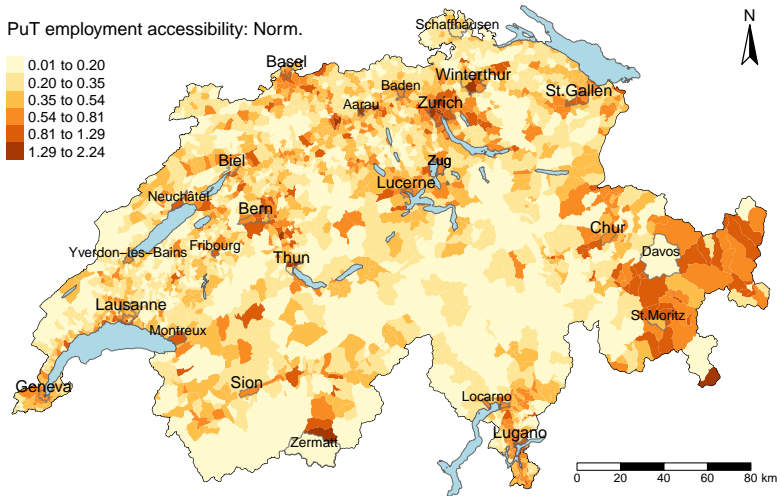 PuT employment accessibility: Norm.
0.01 to 0.20
0.20 to 0.35
0.35 to 0.54
0.54 to 0.81
0.81 to 1.29
1.29 to 2.24
N
Schaffhausen
Basel
Winterthur
Baden
St.Gallen
Aarau
Zurich
Biel
Zug
Lucerne
Neuchâtel
Bern
Chur
Fribourg
Yverdon−les−Bains
Davos
Thun
Lausanne
St.Moritz
Montreux
Geneva
Sion
Locarno
Lugano
Zermatt
0 20 40 60 80 km